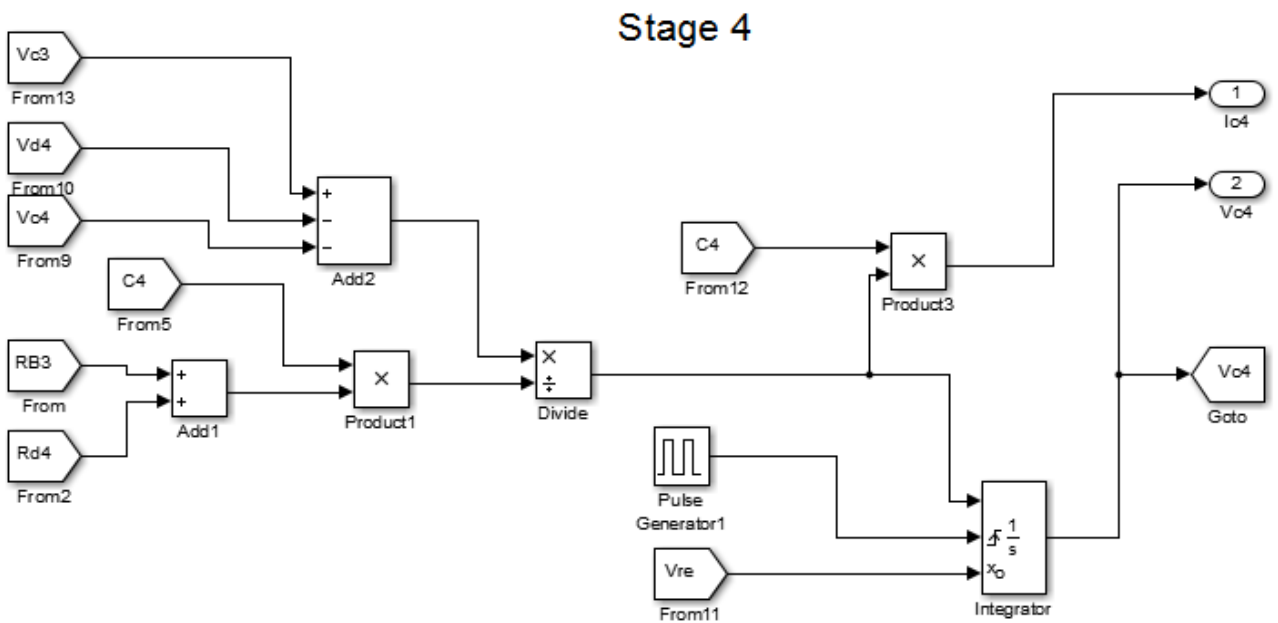 Stage 4
Vc3
From13
Vd4
From10
Vc4
From9
C4
From5
RB3
From
Rd4
From2
+
−
−
Add2
+
+
Add1
×
Product1
×
÷
Divide
C4
From12
×
Product3
Pulse
Generator1
Vre
From11
1
s
xo
Integrator
1
Ic4
2
Vc4
Vc4
Goto